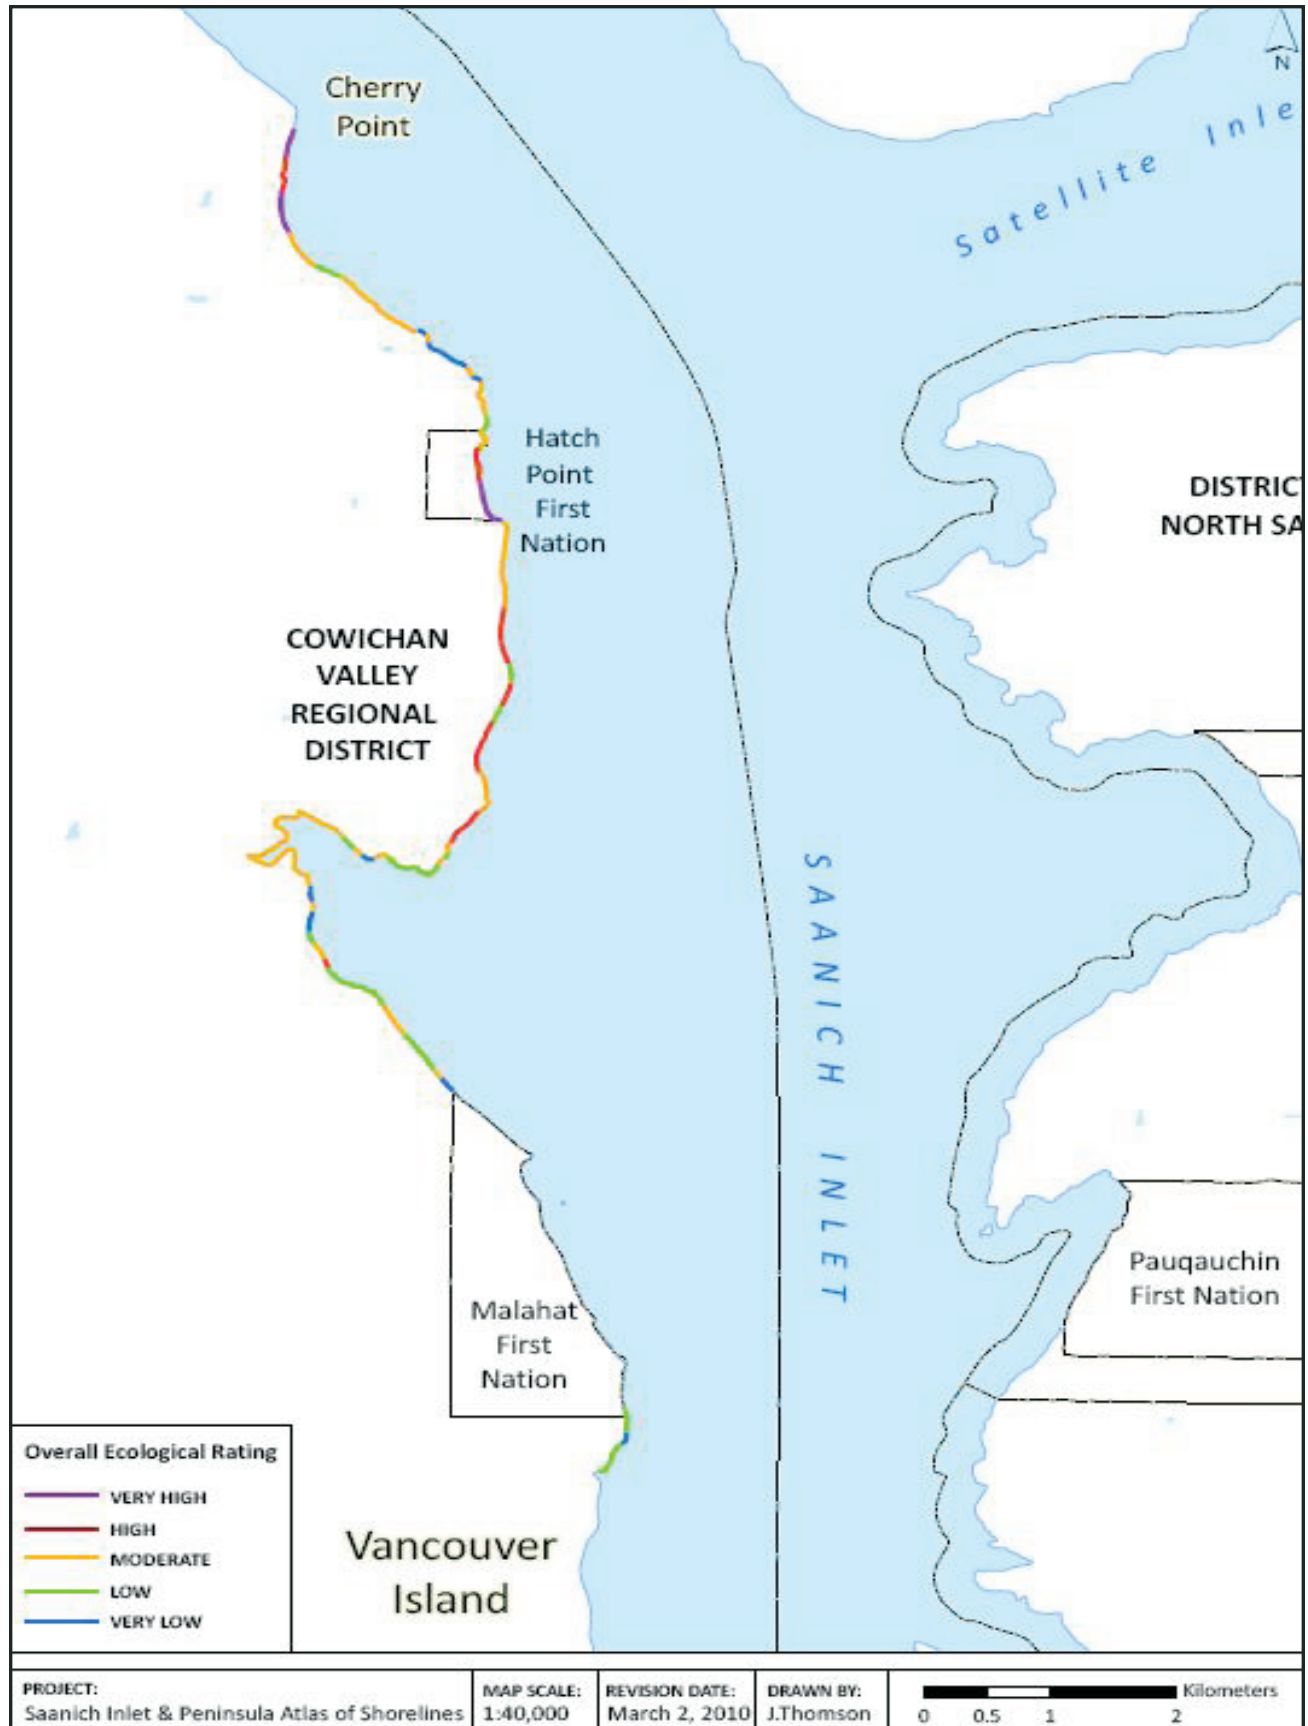 Cherry
Point
N
Satellite Inle
Hatch
Point
First
Nation
DISTRIC
NORTH SA
COWICHAN
VALLEY
REGIONAL
DISTRICT
SAANICH INLET
Pauqauchin
First Nation
Malahat
First
Nation
Vancouver
Island
Overall Ecological Rating
VERY HIGH
HIGH
MODERATE
LOW
VERY LOW
PROJECT:
Saanich Inlet & Peninsula Atlas of Shorelines
MAP SCALE:
1:40,000
REVISION DATE:
March 2, 2010
DRAWN BY:
J.Thomson
Kilometers
0 0.5 1 2